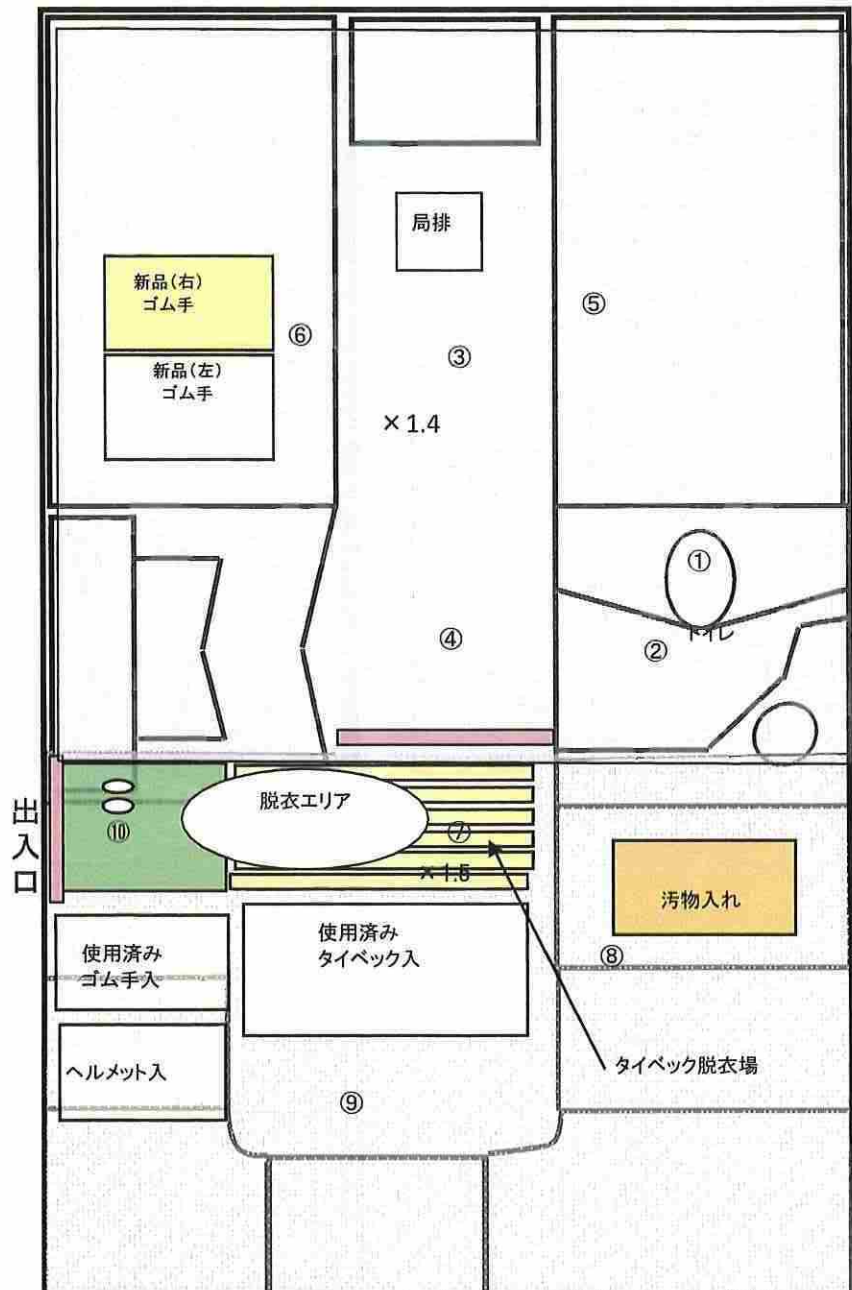 局排
新品(右)
ゴム手
⑥
⑤
③
新品(左)
ゴム手
×1.4
①
④
②
トイレ
出入口
⑩
脱衣エリア
⑦
×1.5
汚物入れ
使用済み
ゴム手入
使用済み
タイベック入
⑧
ヘルメット入
タイベック脱衣場
⑨